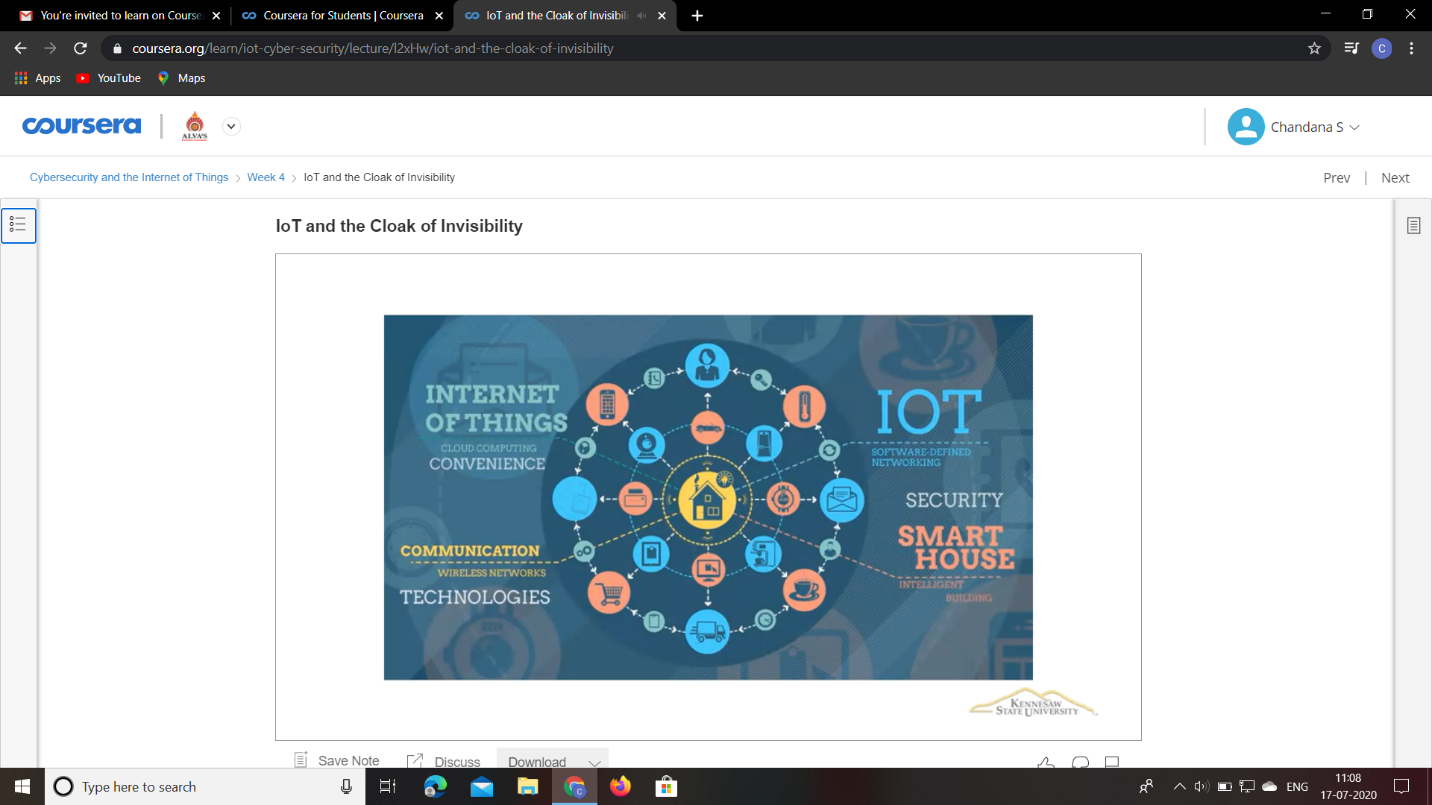 You're invited to learn on Course
Coursera for Students | Coursera
IoT and the Cloak of Invisibili
coursera.org/learn/iot-cyber-security/lecture/l2xHw/iot-and-the-cloak-of-invisibility
C
Apps
YouTube
Maps
coursera
ALVA'S
Chandana S
Cybersecurity and the Internet of Things > Week 4 > IoT and the Cloak of Invisibility
Prev | Next
IoT and the Cloak of Invisibility
INTERNET
OF THINGS
CLOUD COMPUTING
CONVENIENCE
COMMUNICATION
WIRELESS NETWORKS
TECHNOLOGIES
IOT
SOFTWARE-DEFINED
NETWORKING
SECURITY
SMART
HOUSE
INTELLIGENT
BUILDING
KENNESAW
STATE UNIVERSITY
Save Note
Discuss
Download
Type here to search
C
ENG
11:08
17-07-2020